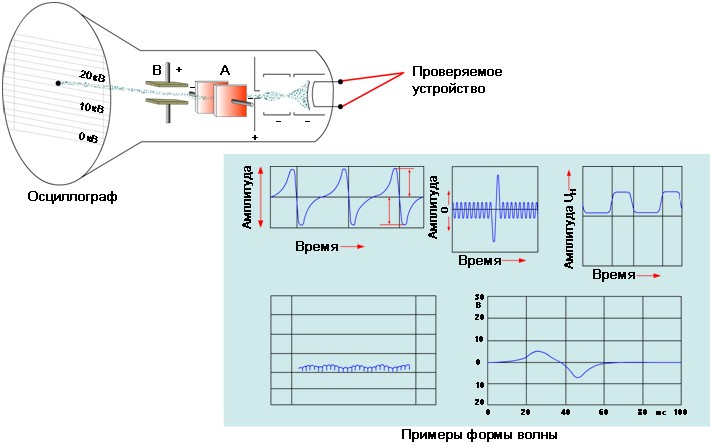 20кВ
10кВ
0кВ
B +
A
–
–
+
–
–
Проверяемое
устройство
Осциллограф
Амплитуда
Время
Амплитуда
0
Время
Амплитуда Uн
Время
30
В
20
10
0
10
20
0 20 40 60 80 мс 100
Примеры формы волны